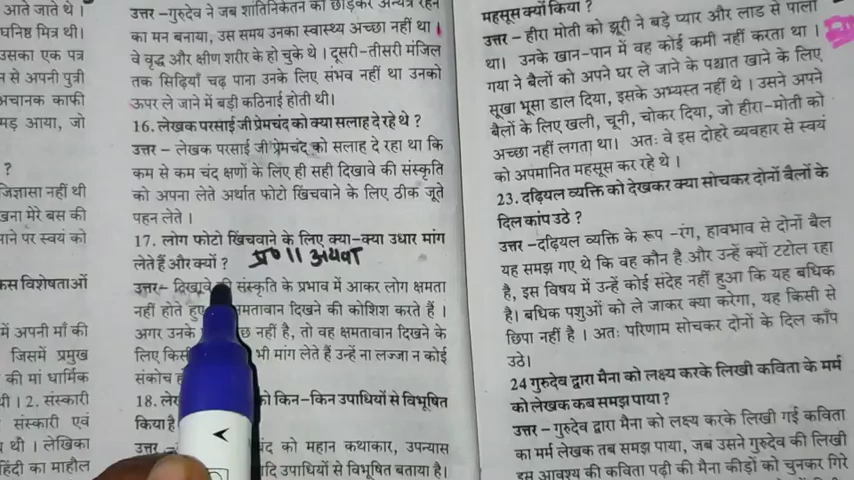 आते जाते थे।
घनिष्ठ मित्र थी।
उसका एक पत्र
न से अपनी पुत्री
अचानक काफी
मड़ आया, जो
?
जिज्ञासा नहीं थी
खना मेरे बस की
माने पर स्वयं को
विशेषताओं
में अपनी माँ की
जिसमें प्रमुख
की मां धार्मिक
थी। 2. संस्कारी
संस्कारी एवं
थी। लेखिका
हिंदी का माहौल
उत्तर –गुरुदेव ने जब शांतिनिकेतन को छोड़कर अन्यत्र रहने
का मन बनाया, उस समय उनका स्वास्थ्य अच्छा नहीं था।
वे वृद्ध और क्षीण शरीर के हो चुके थे। दूसरी-तीसरी मंजिल
तक सिढ़ियाँ चढ़ पाना उनके लिए संभव नहीं था उनको
ऊपर ले जाने में बड़ी कठिनाई होती थी।
16. लेखक परसाई जी प्रेमचंद को क्या सलाह दे रहे थे ?
उत्तर – लेखक परसाई जी प्रेमचंद को सलाह दे रहा था कि
कम से कम चंद क्षणों के लिए ही सही दिखावे की संस्कृति
को अपना लेते अर्थात फोटो खिंचवाने के लिए ठीक जूते
पहन लेते ।
17. लोग फोटो खिंचवाने के लिए क्या-क्या उधार मांग
लेते हैं और क्यों ? प्र० 11 अथवा
उत्तर– दिखावे की संस्कृति के प्रभाव में आकर लोग क्षमता
नहीं होते हुए क्षमतावान दिखने की कोशिश करते हैं ।
अगर उनके नहीं है, तो वह क्षमतावान दिखने के
लिए किसी भी मांग लेते हैं उन्हें ना लज्जा न कोई
संकोच
18. को किन-किन उपाधियों से विभूषित
किया है
उत्तर– को महान कथाकार, उपन्यास
आदि उपाधियों से विभूषित बताया है।
महसूस क्यों किया ?
उत्तर – हीरा मोती को झूरी ने बड़े प्यार और लाड से पाला
था। उनके खान-पान में वह कोई कमी नहीं करता था ।
गया ने बैलों को अपने घर ले जाने के पश्चात खाने के लिए
सूखा भूसा डाल दिया, इसके अभ्यस्त नहीं थे । उसने अपने
बैलों के लिए खली, चूनी, चोकर दिया, जो हीरा-मोती को
अच्छा नहीं लगता था। अतः वे इस दोहरे व्यवहार से स्वयं
को अपमानित महसूस कर रहे थे ।
23. दढ़ियल व्यक्ति को देखकर क्या सोचकर दोनों बैलों के
दिल कांप उठे ?
उत्तर –दढ़ियल व्यक्ति के रूप –रंग, हावभाव से दोनों बैल
यह समझ गए थे कि वह कौन है और उन्हें क्यों टटोल रहा
है, इस विषय में उन्हें कोई संदेह नहीं हुआ कि यह बधिक
है। बधिक पशुओं को ले जाकर क्या करेगा, यह किसी से
छिपा नहीं है । अतः परिणाम सोचकर दोनों के दिल काँप
उठे।
24 गुरुदेव द्वारा मैना को लक्ष्य करके लिखी कविता के मर्म
को लेखक कब समझ पाया?
उत्तर – गुरुदेव द्वारा मैना को लक्ष्य करके लिखी गई कविता
का मर्म लेखक तब समझ पाया, जब उसने गुरुदेव की लिखी
इस आवश्य की कविता पढ़ी की मैना कीड़ों को चुनकर गिरे